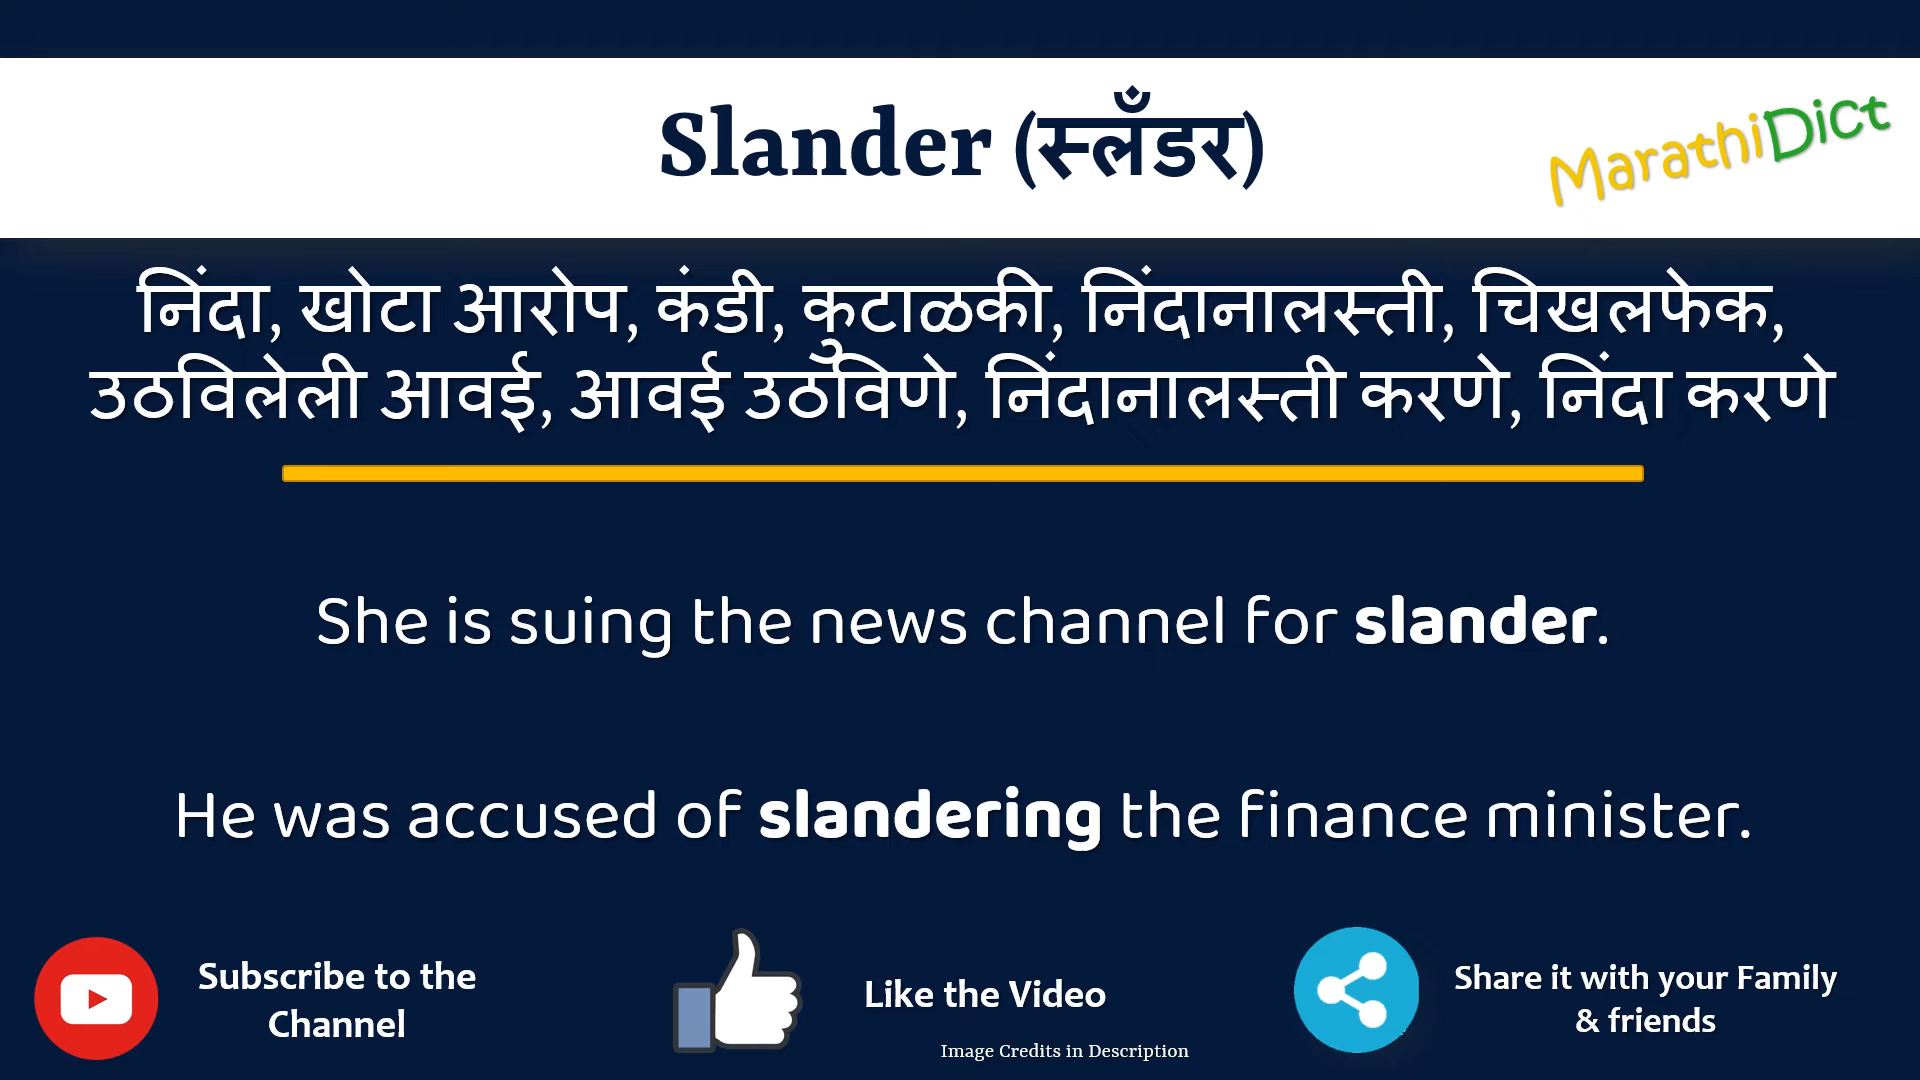 Slander (स्लँडर)
MarathiDict
निंदा, खोटा आरोप, कंडी, कुटाळकी, निंदानालस्ती, चिखलफेक,
उठविलेली आवई, आवई उठविणे, निंदानालस्ती करणे, निंदा करणे
She is suing the news channel for slander.
He was accused of slandering the finance minister.
Subscribe to the
Channel
Like the Video
Share it with your Family
& friends
Image Credits in Description